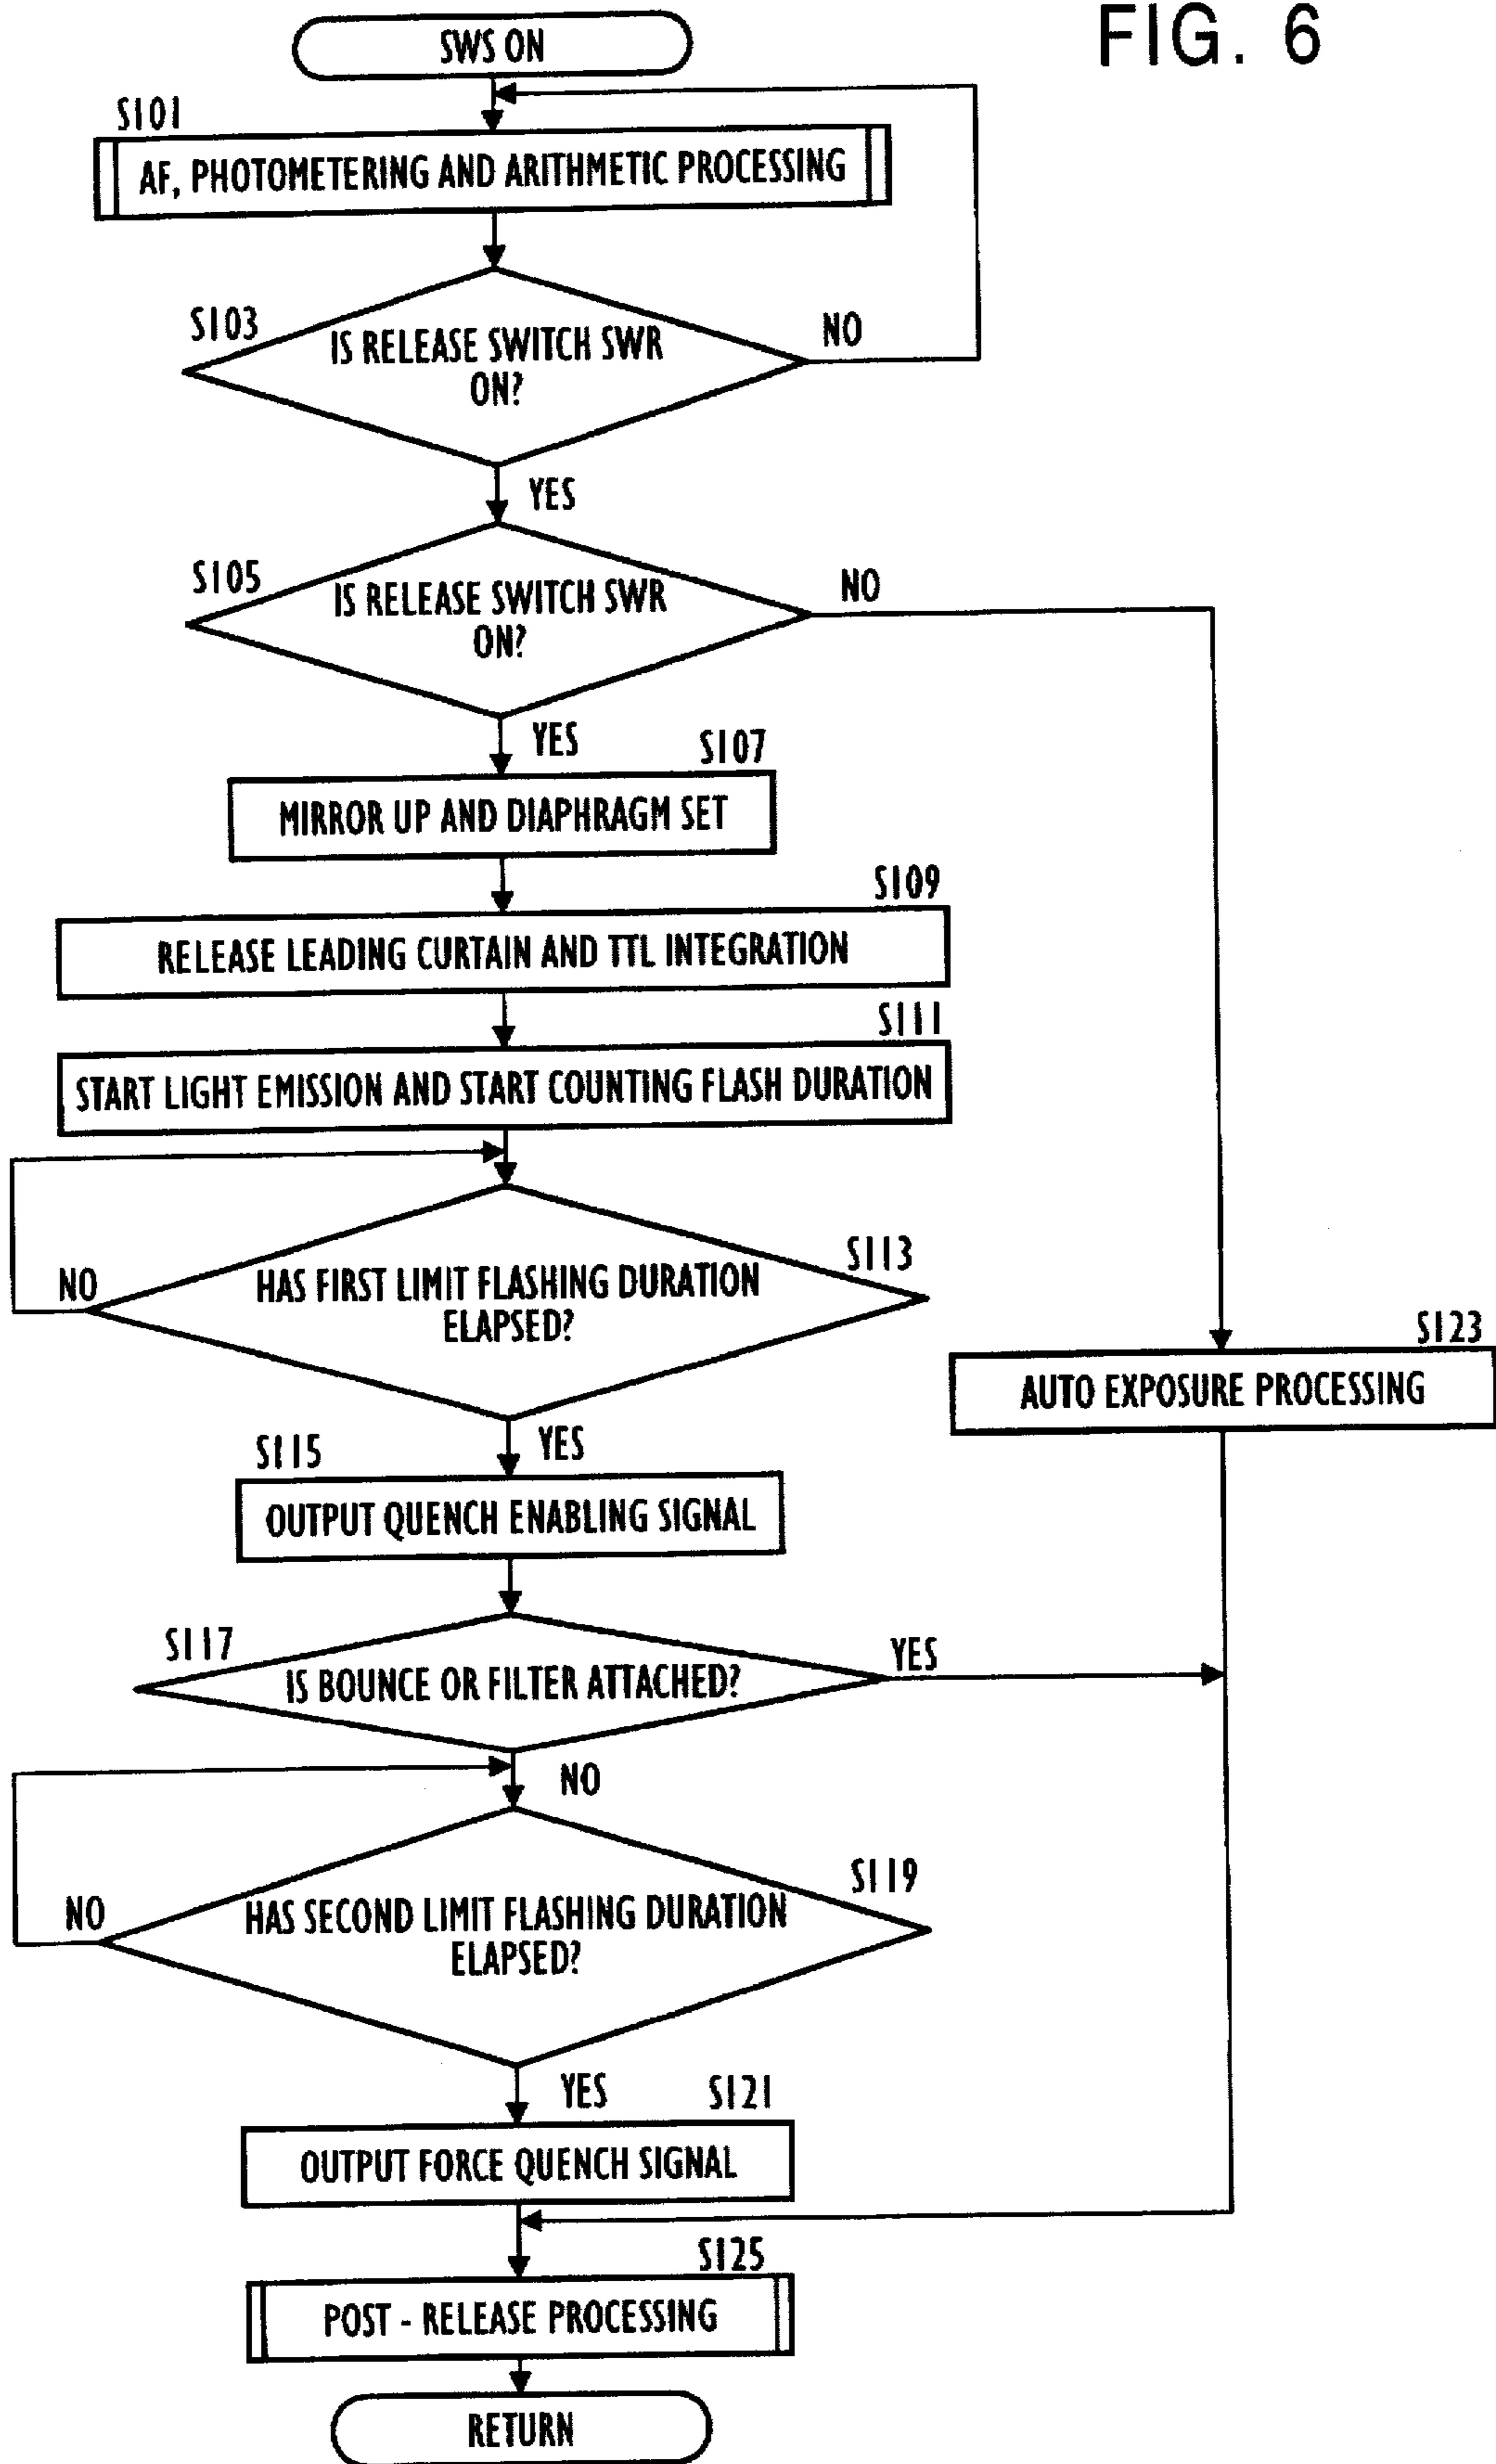 FIG. 6
SWS ON
S101
AF, PHOTOMETERING AND ARITHMETIC PROCESSING
S103
IS RELEASE SWITCH SWR
ON?
NO
YES
S105
IS RELEASE SWITCH SWR
ON?
NO
YES
S107
MIRROR UP AND DIAPHRAGM SET
S109
RELEASE LEADING CURTAIN AND TTL INTEGRATION
S111
START LIGHT EMISSION AND START COUNTING FLASH DURATION
S113
NO
HAS FIRST LIMIT FLASHING DURATION
ELAPSED?
S123
AUTO EXPOSURE PROCESSING
YES
S115
OUTPUT QUENCH ENABLING SIGNAL
S117
IS BOUNCE OR FILTER ATTACHED?
YES
NO
S119
NO
HAS SECOND LIMIT FLASHING DURATION
ELAPSED?
YES
S121
OUTPUT FORCE QUENCH SIGNAL
S125
POST - RELEASE PROCESSING
RETURN